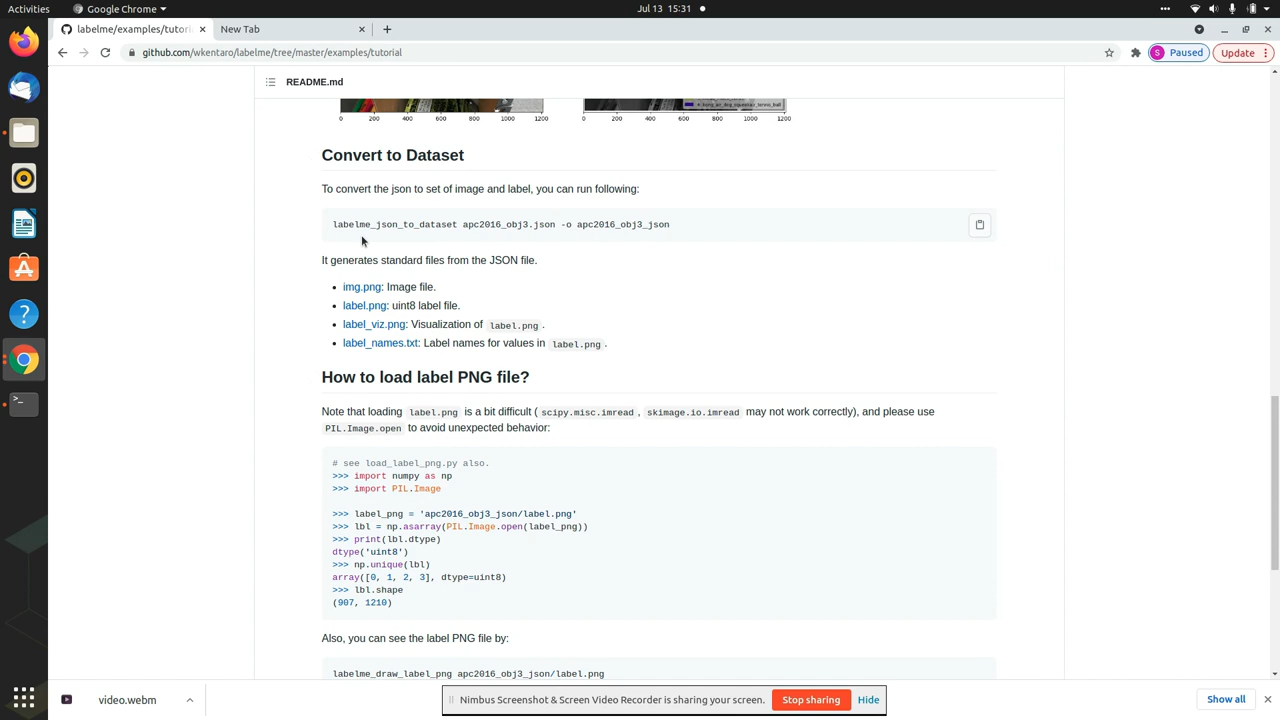 Activities
Google Chrome
Jul 13 15:31
labelme/examples/tutori
New Tab
github.com/wkentaro/labelme/tree/master/examples/tutorial
S Paused
Update
README.md
0 200 400 600 800 1000 1200
0 200 400 600 800 1000 1200
Convert to Dataset
To convert the json to set of image and label, you can run following:
labelme_json_to_dataset apc2016_obj3.json -o apc2016_obj3_json
It generates standard files from the JSON file.
• img.png: Image file.
• label.png: uint8 label file.
• label_viz.png: Visualization of label.png.
• label_names.txt: Label names for values in label.png.
How to load label PNG file?
Note that loading label.png is a bit difficult (scipy.misc.imread, skimage.io.imread may not work correctly), and please use
PIL.Image.open to avoid unexpected behavior:
# see load_label_png.py also.
>>> import numpy as np
>>> import PIL.Image
>>> label_png = 'apc2016_obj3_json/label.png'
>>> lbl = np.asarray(PIL.Image.open(label_png))
>>> print(lbl.dtype)
dtype('uint8')
>>> np.unique(lbl)
array([0, 1, 2, 3], dtype=uint8)
>>> lbl.shape
(907, 1210)
Also, you can see the label PNG file by:
labelme_draw_label_png apc2016_obj3_json/label.png
video.webm
Nimbus Screenshot & Screen Video Recorder is sharing your screen.
Stop sharing
Hide
Show all